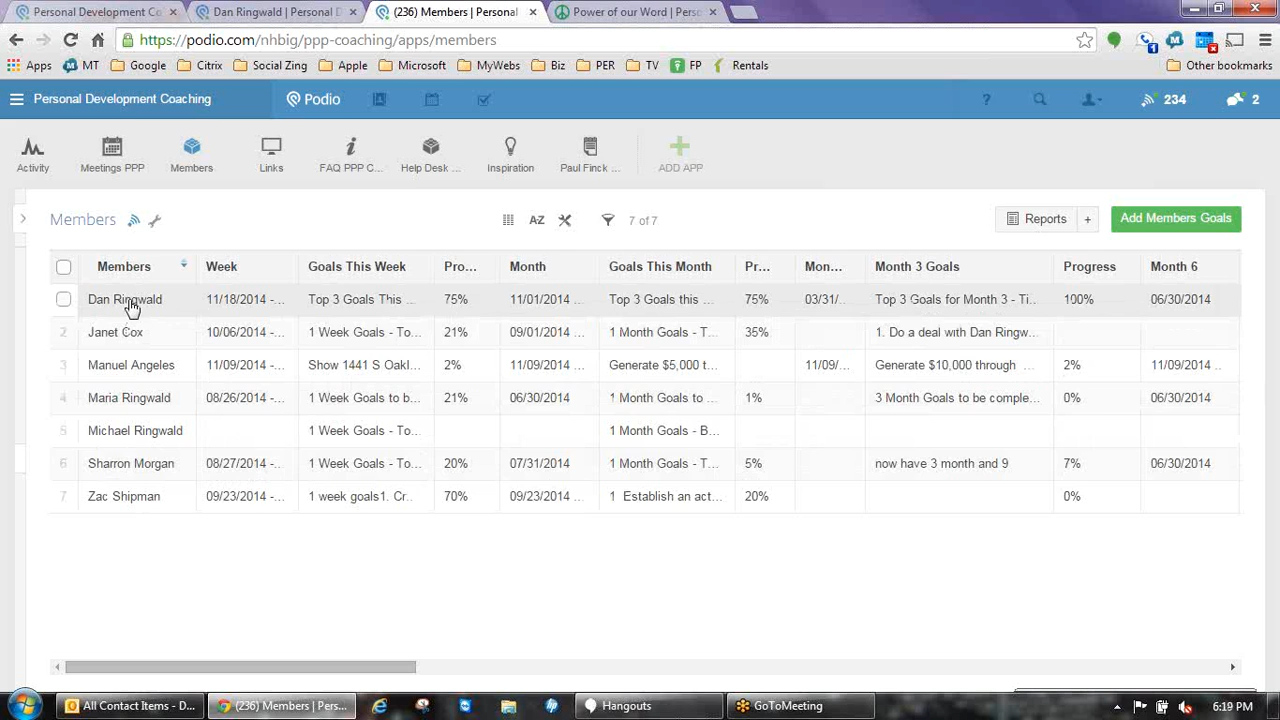 Personal Development Co
Dan Ringwald | Personal D
(236) Members | Personal
Power of our Word | Perso
https://podio.com/nhbig/ppp-coaching/apps/members
Apps MT Google Citrix Social Zing Apple Microsoft MyWebs Biz PER TV FP Rentals Other bookmarks
Personal Development Coaching Podio ? 234 2
Activity Meetings PPP Members Links FAQ PPP C... Help Desk ... Inspiration Paul Finck ... ADD APP
Members AZ 7 of 7 Reports + Add Members Goals
Members Week Goals This Week Pro... Month Goals This Month Pr... Mon... Month 3 Goals Progress Month 6
Dan Ringwald 11/18/2014 -... Top 3 Goals This ... 75% 11/01/2014 ... Top 3 Goals this ... 75% 03/31/... Top 3 Goals for Month 3 - Ti... 100% 06/30/2014
2 Janet Cox 10/06/2014 -... 1 Week Goals - To... 21% 09/01/2014 ... 1 Month Goals - T... 35% 1. Do a deal with Dan Ringw...
3 Manuel Angeles 11/09/2014 -... Show 1441 S Oakl... 2% 11/09/2014 ... Generate $5,000 t... 11/09/... Generate $10,000 through ... 2% 11/09/2014 ..
4 Maria Ringwald 08/26/2014 -... 1 Week Goals to b... 21% 06/30/2014 1 Month Goals to ... 1% 3 Month Goals to be comple... 0% 06/30/2014
5 Michael Ringwald 1 Week Goals - To... 1 Month Goals - B...
6 Sharron Morgan 08/27/2014 -... 1 Week Goals - To... 20% 07/31/2014 1 Month Goals - T... 5% now have 3 month and 9 7% 06/30/2014
7 Zac Shipman 09/23/2014 -... 1 week goals1. Cr... 70% 09/23/2014 ... 1 Establish an act... 20% 0%
All Contact Items - D... (236) Members | Pers... Hangouts GoToMeeting 6:19 PM